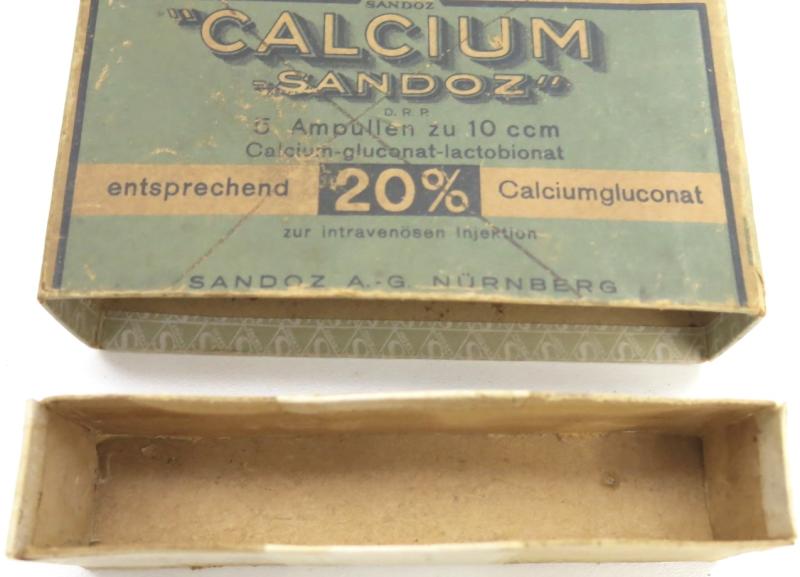 SANDOZ
"CALCIUM
-SANDOZ"
D. R. P.
5 Ampullen zu 10 ccm
Calcium-gluconat-lactobionat
entsprechend 20% Calciumgluconat
zur intravenösen Injektion
SANDOZ A.-G. NÜRNBERG